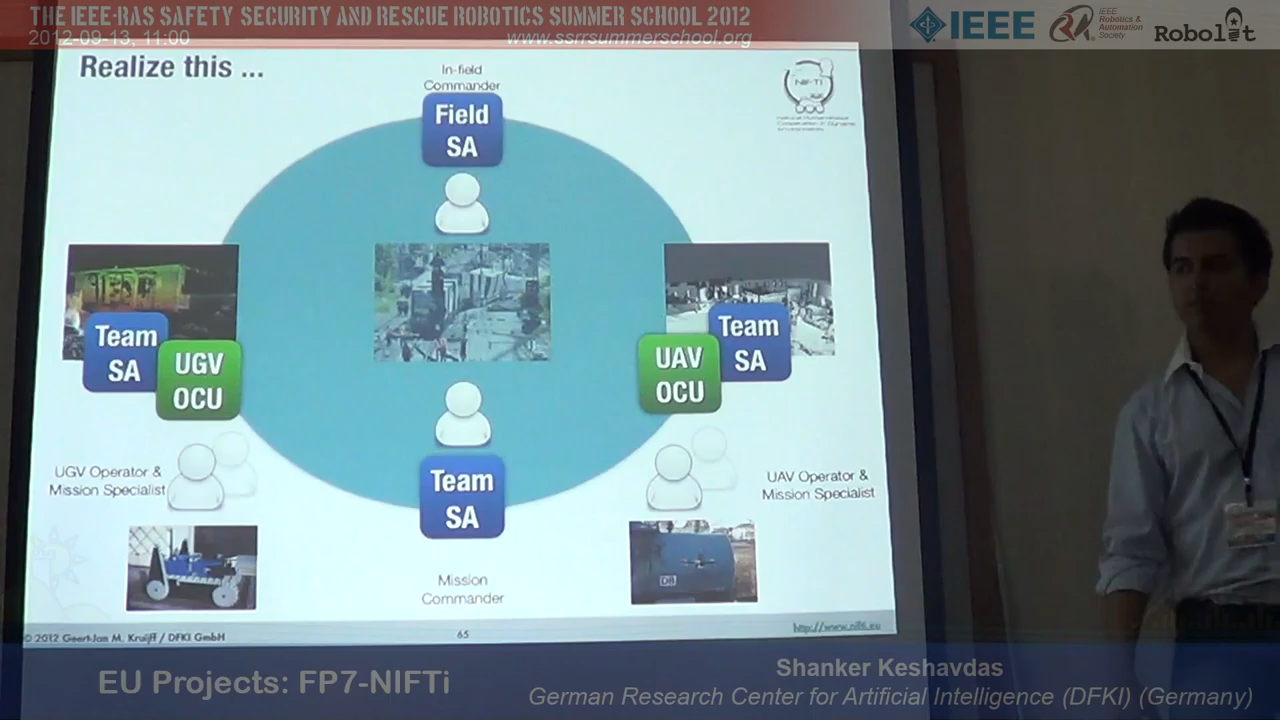 THE IEEE-RAS SAFETY SECURITY AND RESCUE ROBOTICS SUMMER SCHOOL 2012
2012-09-13, 11:00
www.ssrrsummerschool.org
IEEE
IEEE
Robotics &
Automation
Society
Robolit
Realize this ...
In-field
Commander
NIFTi
Field
SA
Team
SA
UGV
OCU
UAV
OCU
Team
SA
UGV Operator &
Mission Specialist
Team
SA
UAV Operator &
Mission Specialist
DB
Mission
Commander
© 2012 Geert-Jan M. Kruijff / DFKI GmbH
65
http://www.nifti.eu
EU Projects: FP7-NIFTi
Shanker Keshavdas
German Research Center for Artificial Intelligence (DFKI) (Germany)